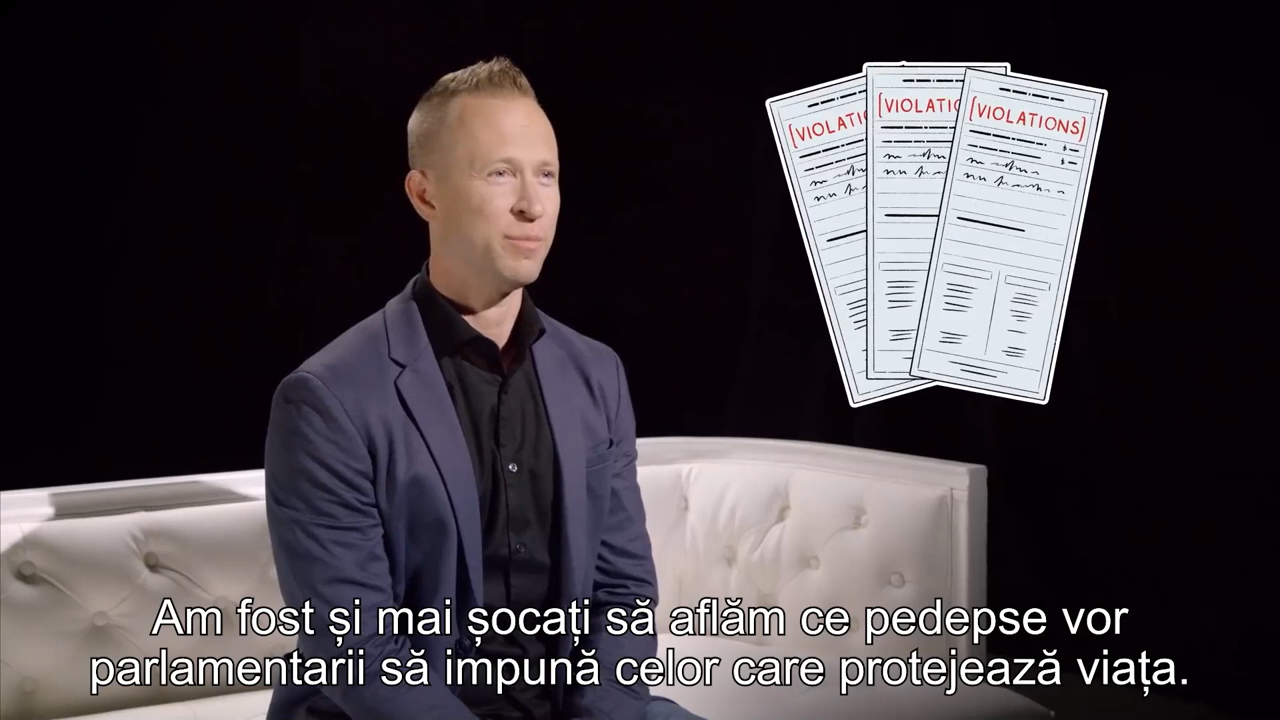 [VIOLATIO
[VIOLATIO
[VIOLATIONS]
Am fost și mai șocați să aflăm ce pedepse vor
parlamentarii să impună celor care protejează viața.